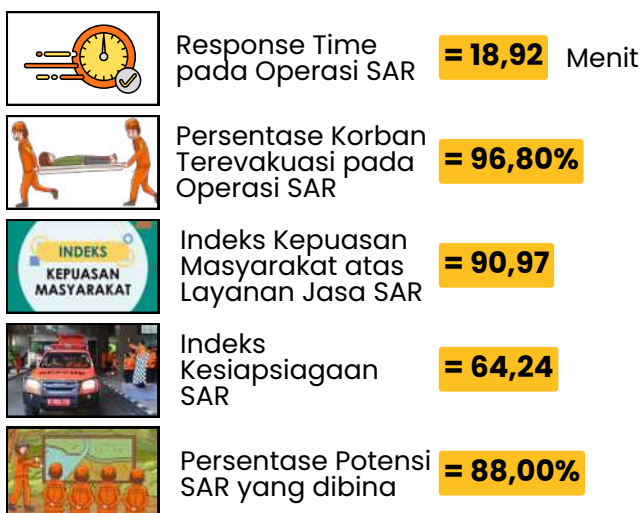 Response Time
pada Operasi SAR
= 18,92 Menit
Persentase Korban
Terevakuasi pada
Operasi SAR
= 96,80%
INDEKS
KEPUASAN
MASYARAKAT
Indeks Kepuasan
Masyarakat atas
Layanan Jasa SAR
= 90,97
Indeks
Kesiapsiagaan
SAR
= 64,24
Persentase Potensi
SAR yang dibina
= 88,00%